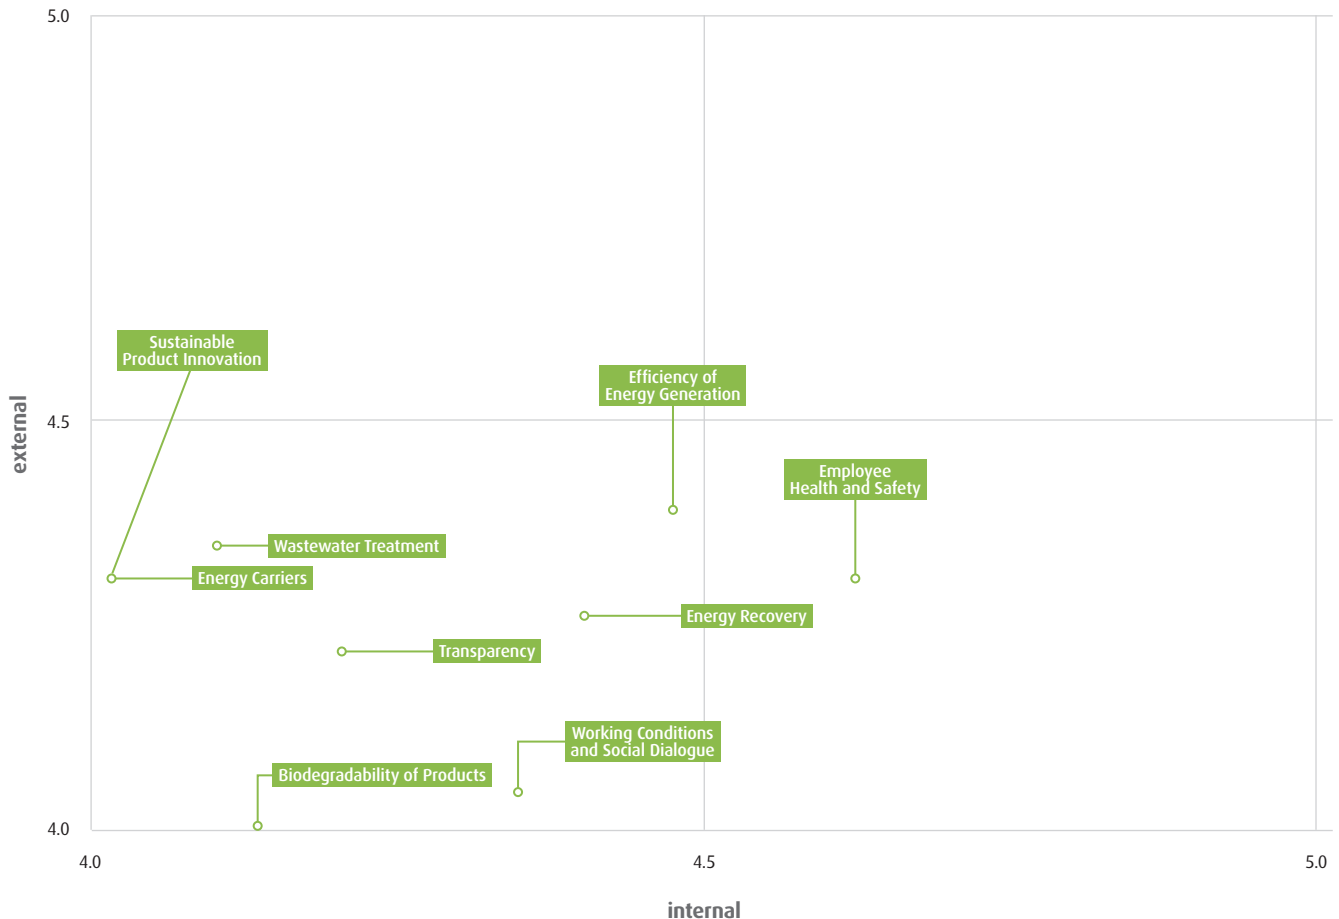 5.0
Sustainable
Product Innovation
Efficiency of
Energy Generation
external
4.5
Employee
Health and Safety
Wastewater Treatment
Energy Carriers
Energy Recovery
Transparency
Working Conditions
and Social Dialogue
Biodegradability of Products
4.0
4.0
4.5
5.0
internal